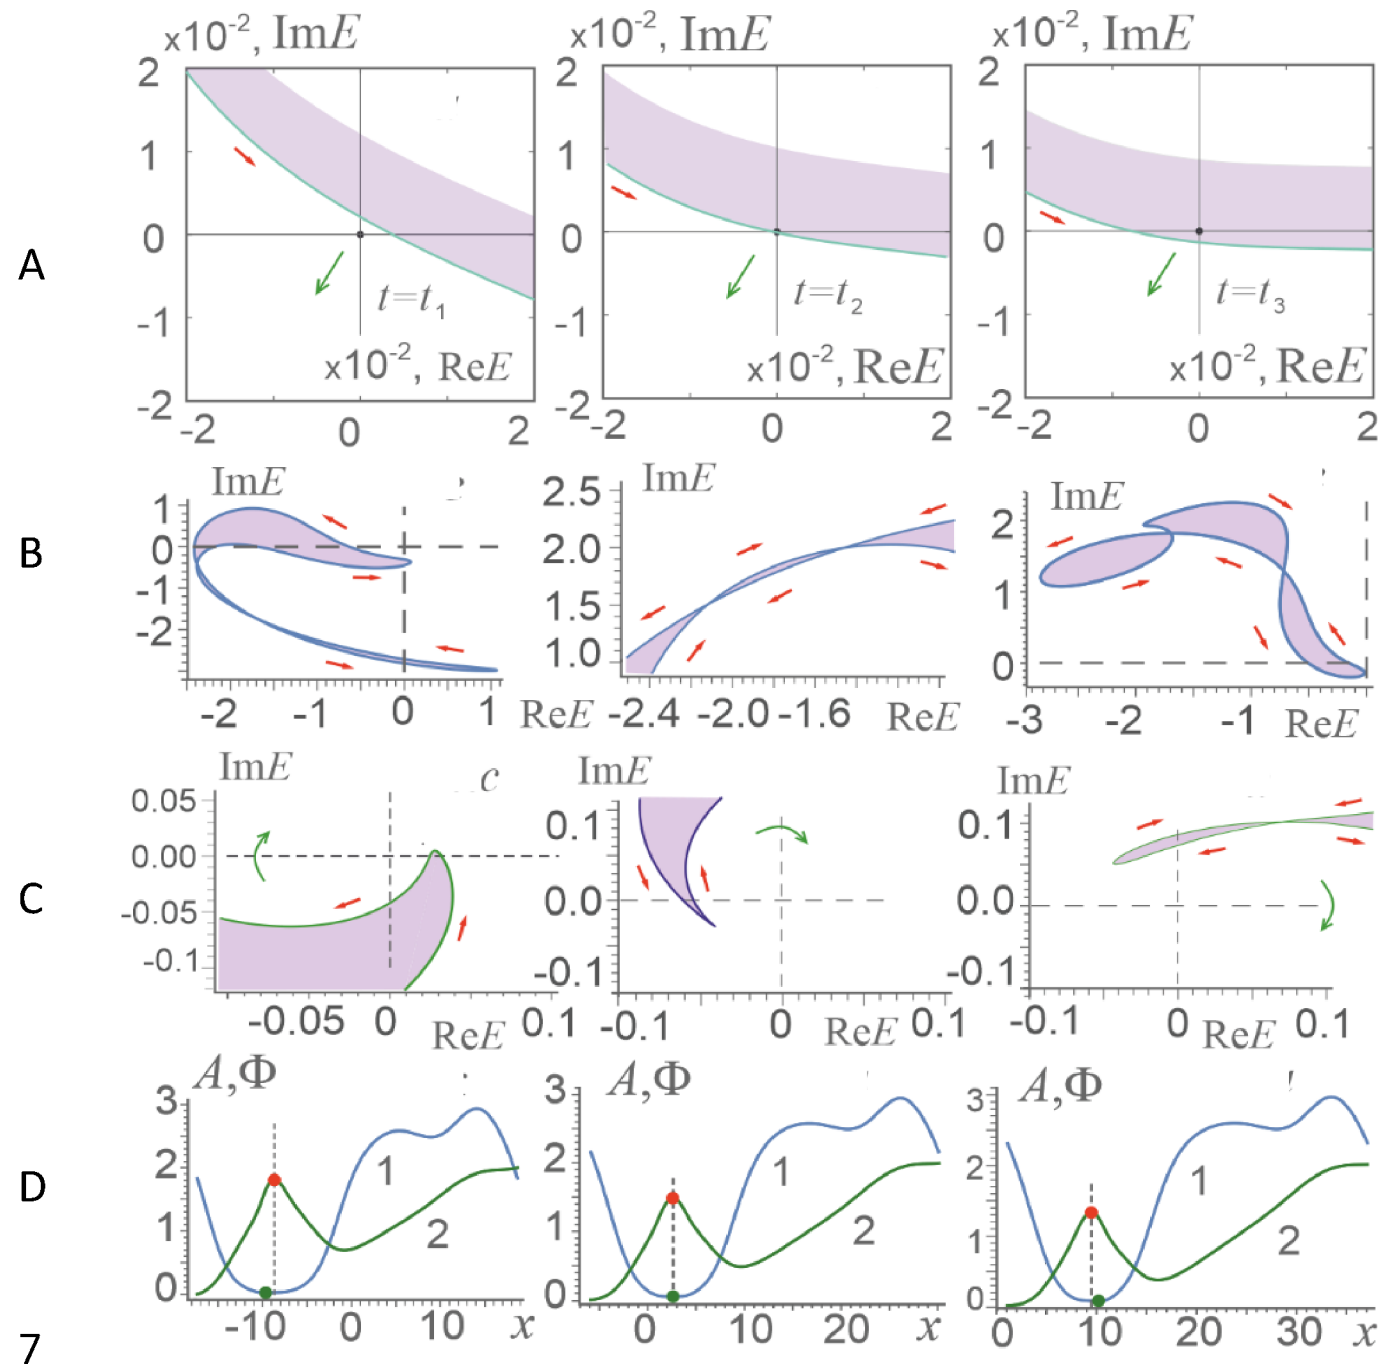 x10⁻², ImE x10⁻², ImE x10⁻², ImE
2 2 2
1 1 1
A 0 0 0
t=t₁ t=t₂ t=t₃
-1 -1 -1
x10⁻², ReE x10⁻², ReE x10⁻², ReE
-2 -2 -2
-2 0 2 -2 0 2 -2 0 2
ImE ImE ImE
1 2.5 2
B 0 2.0
-1 1.5 1
-2 1.0 0
-2 -1 0 1 ReE -2.4 -2.0 -1.6 ReE -3 -2 -1 ReE
ImE c ImE ImE
0.05 0.1 0.1
0.00
C -0.05 0.0 0.0
-0.1 -0.1 -0.1
-0.05 0 ReE 0.1 -0.1 0 ReE 0.1 -0.1 0 ReE 0.1
A,Φ A,Φ A,Φ
3 3 3
D 2 1 2 1 2 1
1 2 1 2 1 2
0 0 0
-10 0 10 x 0 10 20 x 0 10 20 30 x
7